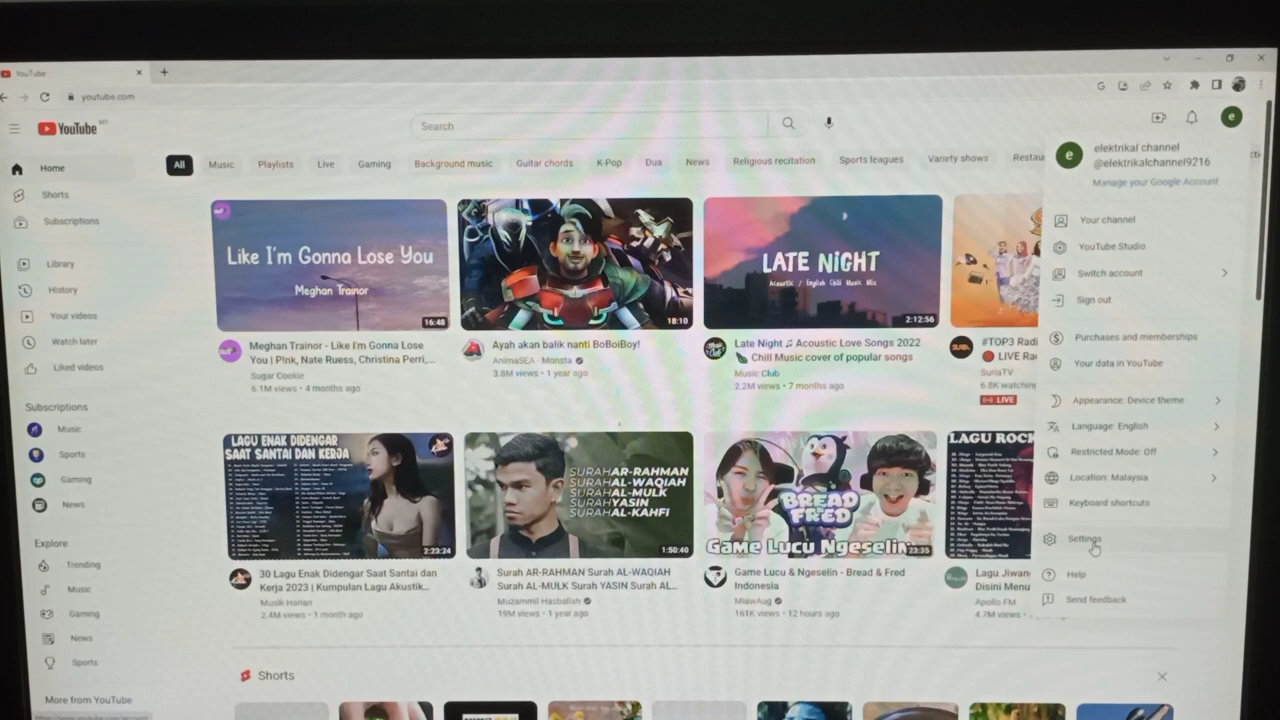 YouTube
youtube.com
YouTube MY
Search
e
All
Music
Playlists
Live
Gaming
Background music
Guitar chords
K-Pop
Dua
News
Religious recitation
Sports leagues
Variety shows
Restau
Home
Shorts
Subscriptions
Library
History
Your videos
Watch later
Liked videos
Subscriptions
Music
Sports
Gaming
News
Explore
Trending
Music
Gaming
News
Sports
More from YouTube
Like I'm Gonna Lose You
Meghan Trainor
16:48
Meghan Trainor - Like I'm Gonna Lose
You | P!nk, Nate Ruess, Christina Perri,...
Sugar Cookie
6.1M views • 4 months ago
18:10
Ayah akan balik nanti BoBoiBoy!
AnimaSEA - Monsta
3.8M views • 1 year ago
LATE NIGHT
Acoustic / English Chill Music Mix
2:12:56
Late Night ♫ Acoustic Love Songs 2022
Chill Music cover of popular songs
Music Club
2.2M views • 7 months ago
#TOP3 Radi
LIVE Ra
SuriaTV
6.8K watching
LIVE
LAGU ENAK DIDENGAR
SAAT SANTAI DAN KERJA
2:23:24
30 Lagu Enak Didengar Saat Santai dan
Kerja 2023 | Kumpulan Lagu Akustik...
Musik Harian
2.4M views • 1 month ago
SURAH AR-RAHMAN
SURAH AL-WAQIAH
SURAH AL-MULK
SURAH YASIN
SURAH AL-KAHFI
1:50:40
Surah AR-RAHMAN Surah AL-WAQIAH
Surah AL-MULK Surah YASIN Surah AL...
Muzammil Hasballah
19M views • 1 year ago
BREAD
& FRED
GAME LUCU NGESELIN
23:35
Game Lucu & Ngeselin - Bread & Fred
Indonesia
MiawAug
161K views • 12 hours ago
LAGU ROCK
Lagu Jiwan
Disini Menu
Apollo FM
4.7M views •
Shorts
e
elektrikal channel
@elektrikalchannel9216
Manage your Google Account
Your channel
YouTube Studio
Switch account
Sign out
Purchases and memberships
Your data in YouTube
Appearance: Device theme
Language: English
Restricted Mode: Off
Location: Malaysia
Keyboard shortcuts
Settings
Help
Send feedback